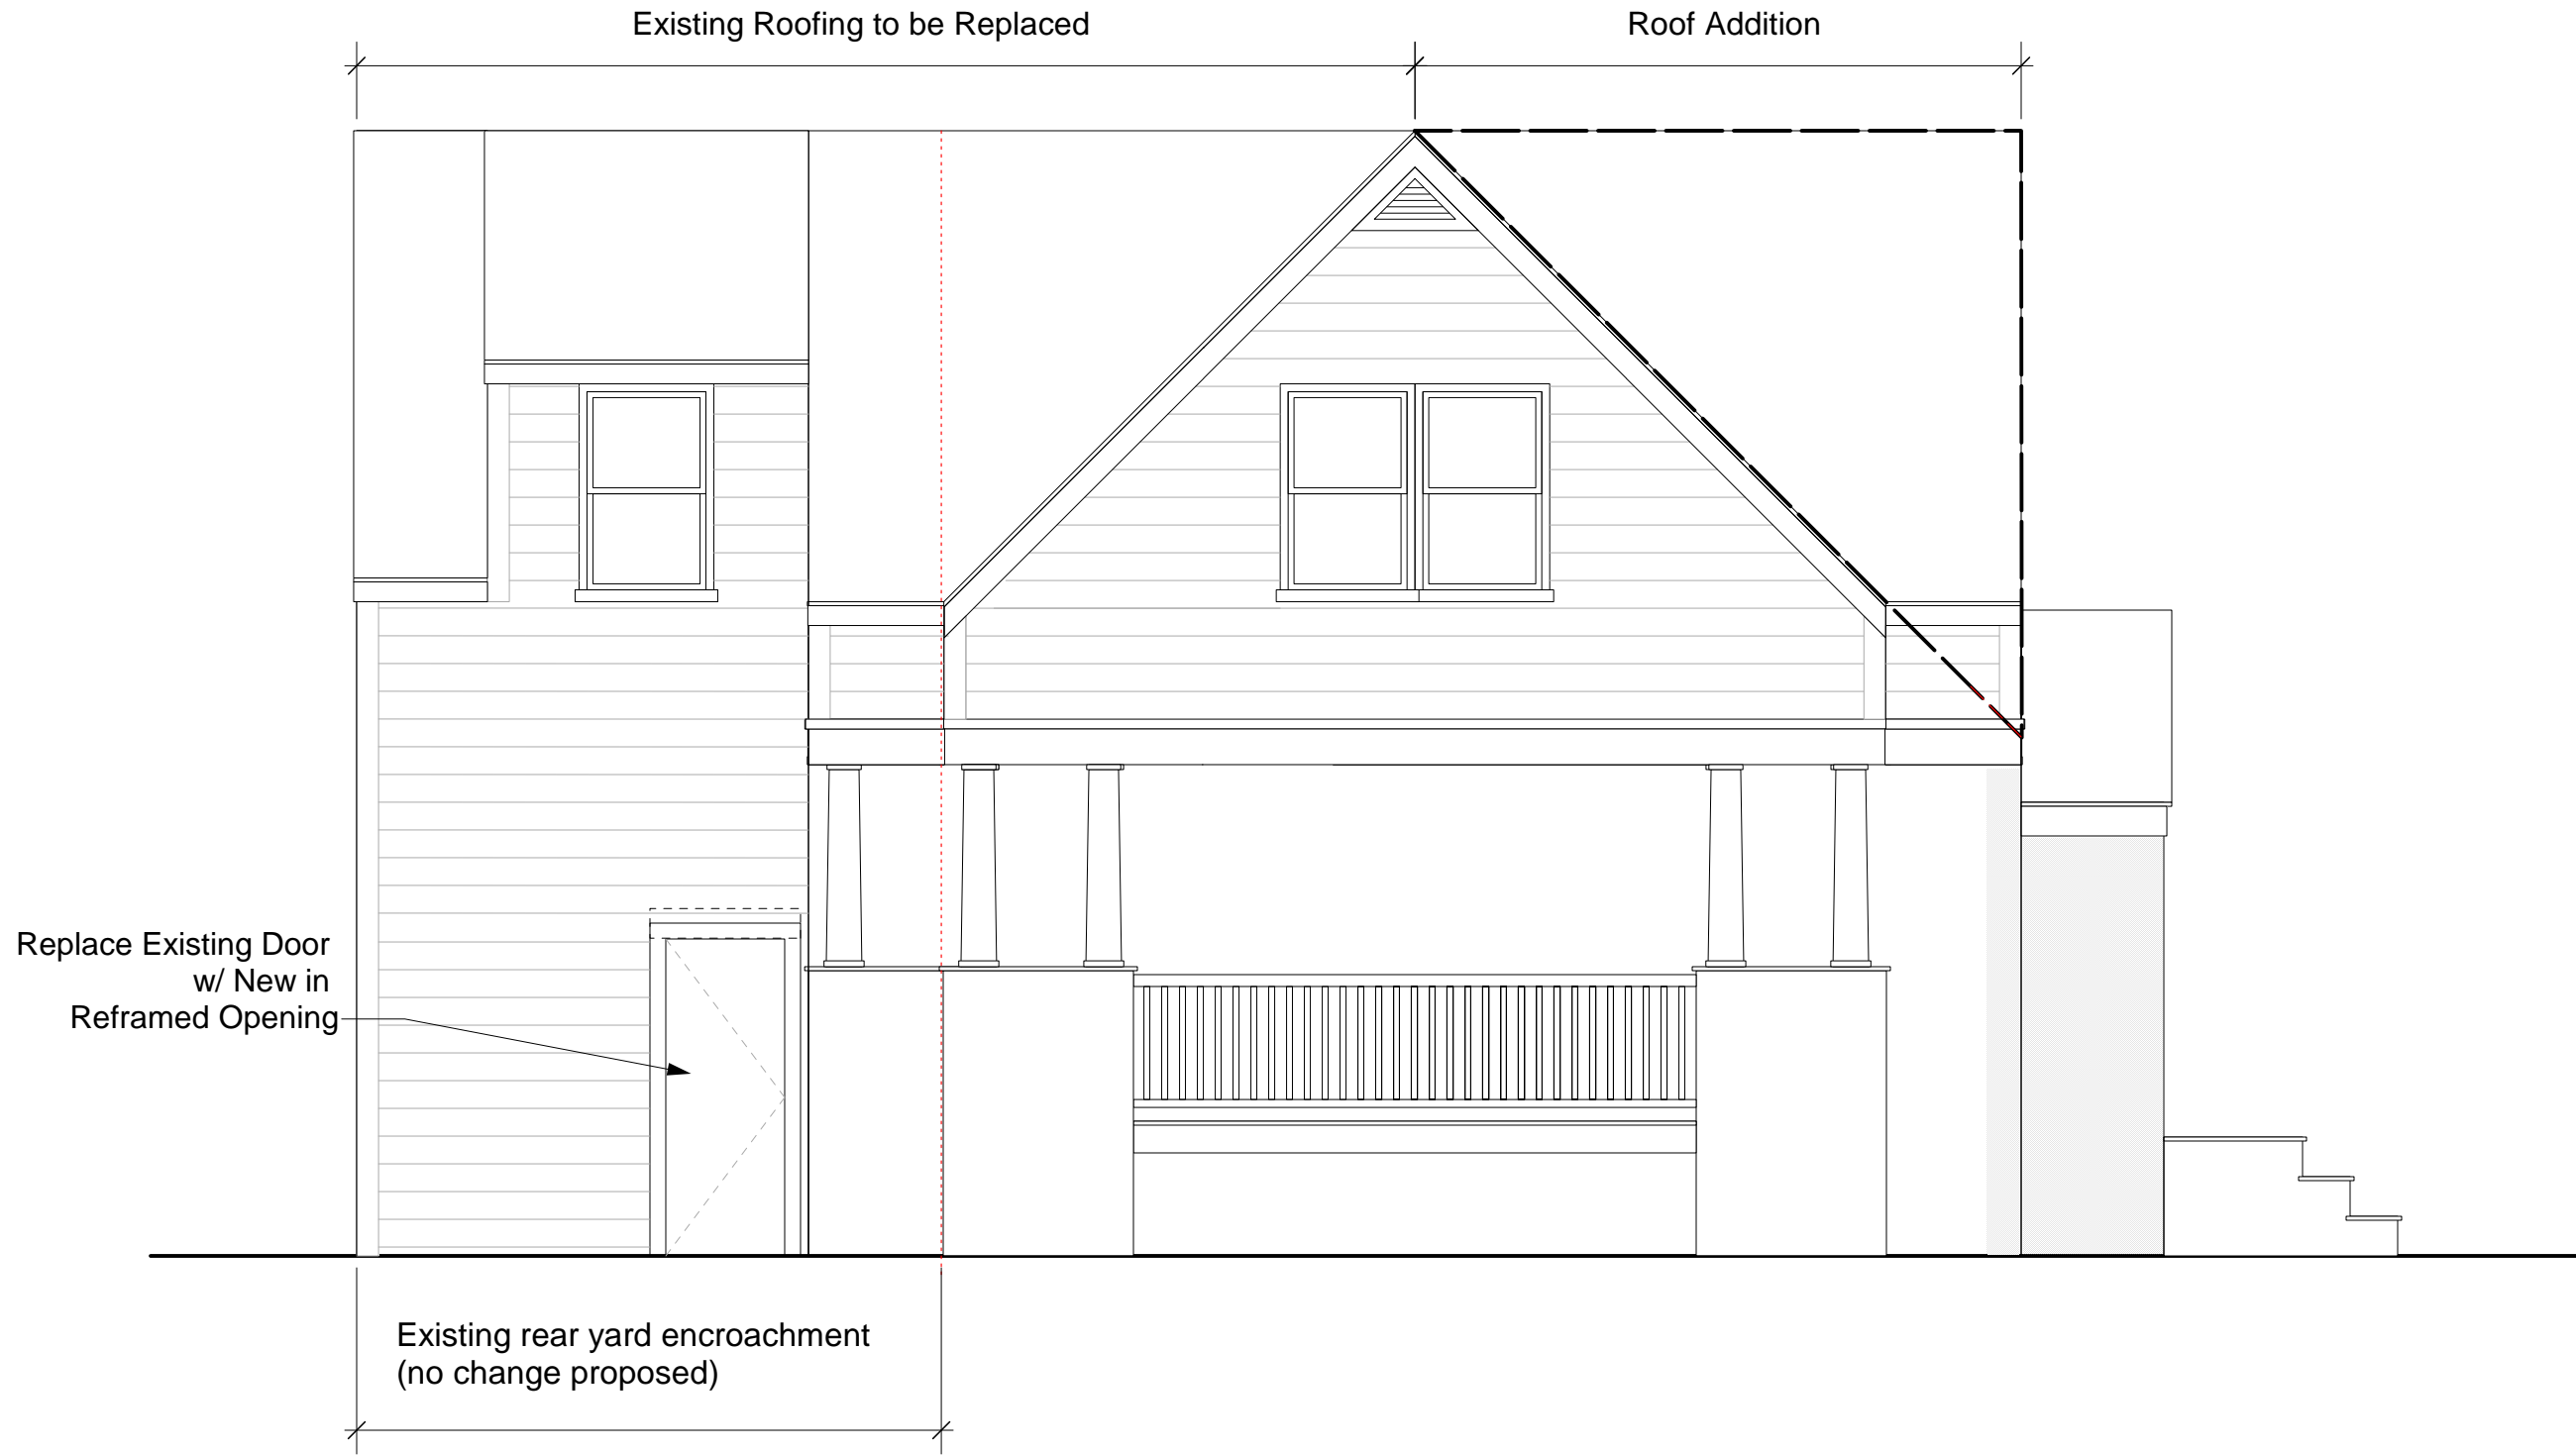 Existing Roofing to be Replaced
Roof Addition
Replace Existing Door
w/ New in
Reframed Opening
Existing rear yard encroachment
(no change proposed)